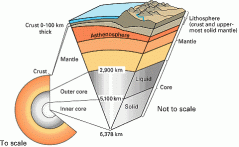 Crust 0-100 km
thick
Lithosphere
(crust and upper-
most solid mantle)
Asthenosphere
Mantle
Mantle
Crust
2,900 km
Liquid
Outer core
Core
5,100 km
Inner core
Solid
Not to scale
6,378 km
To scale